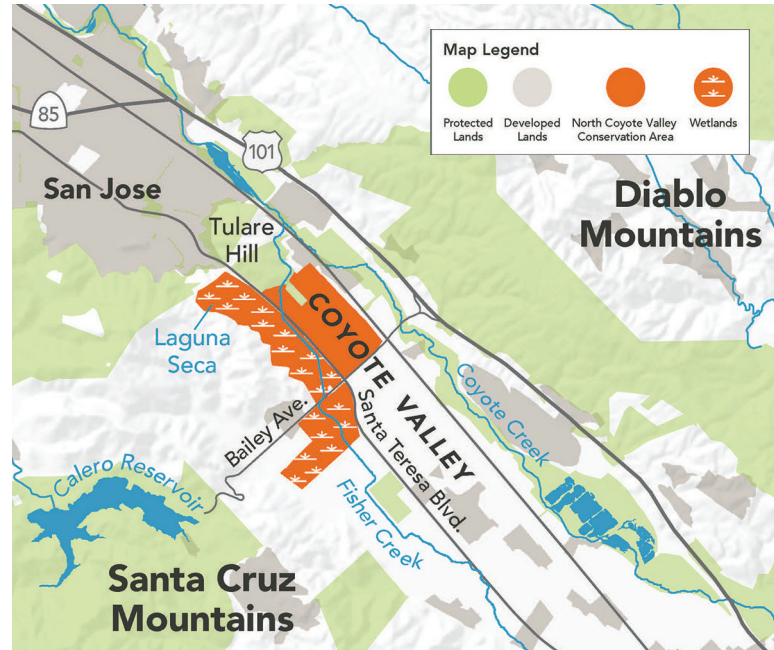 Map Legend
Protected
Lands
Developed
Lands
North Coyote Valley
Conservation Area
Wetlands
85
101
San Jose
Diablo
Mountains
Tulare
Hill
Laguna
Seca
COYOTE VALLEY
Coyote Creek
Bailey Ave.
Santa Teresa Blvd.
Calero Reservoir
Fisher Creek
Santa Cruz
Mountains